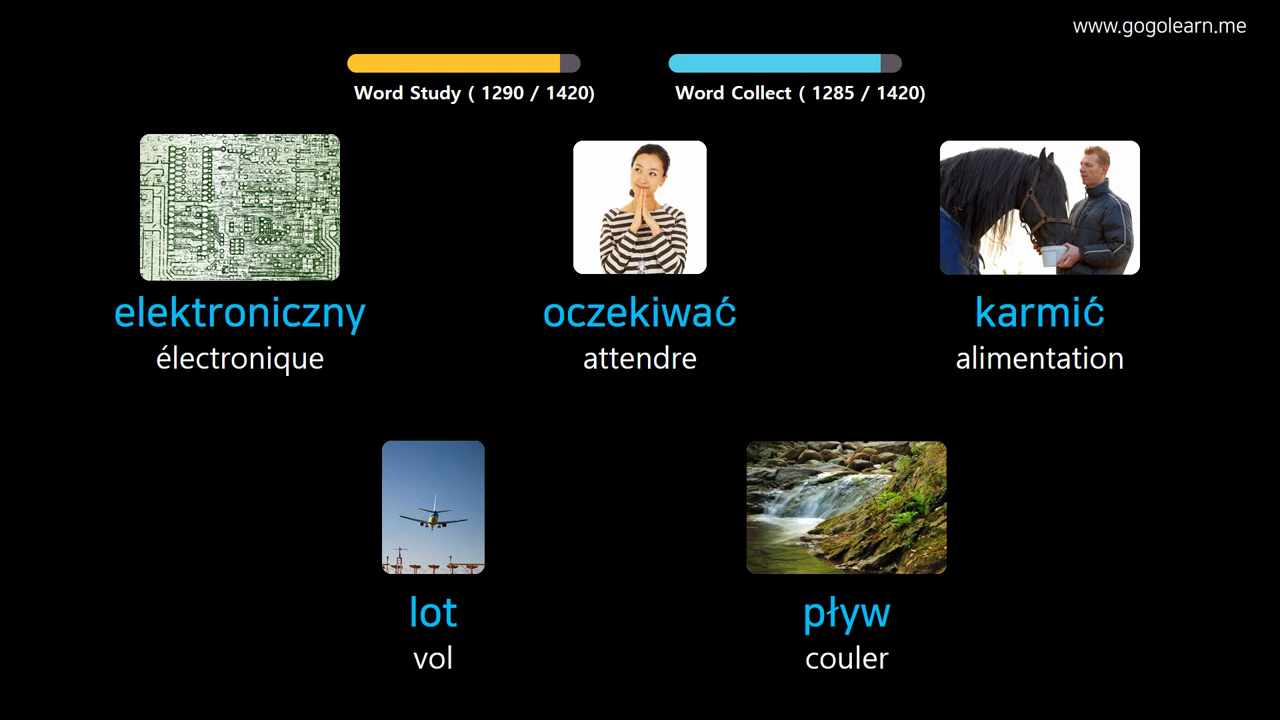 www.gogolearn.me
Word Study ( 1290 / 1420)
Word Collect ( 1285 / 1420)
elektroniczny
électronique
oczekiwać
attendre
karmić
alimentation
lot
vol
pływ
couler